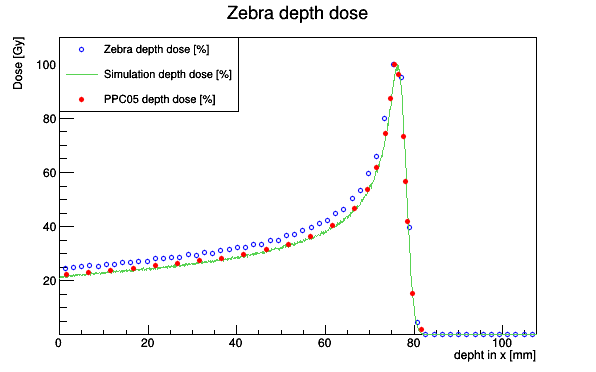 Zebra depth dose
Dose [Gy]
Zebra depth dose [%]
Simulation depth dose [%]
PPC05 depth dose [%]
100
80
60
40
20
0 20 40 60 80 100
depht in x [mm]